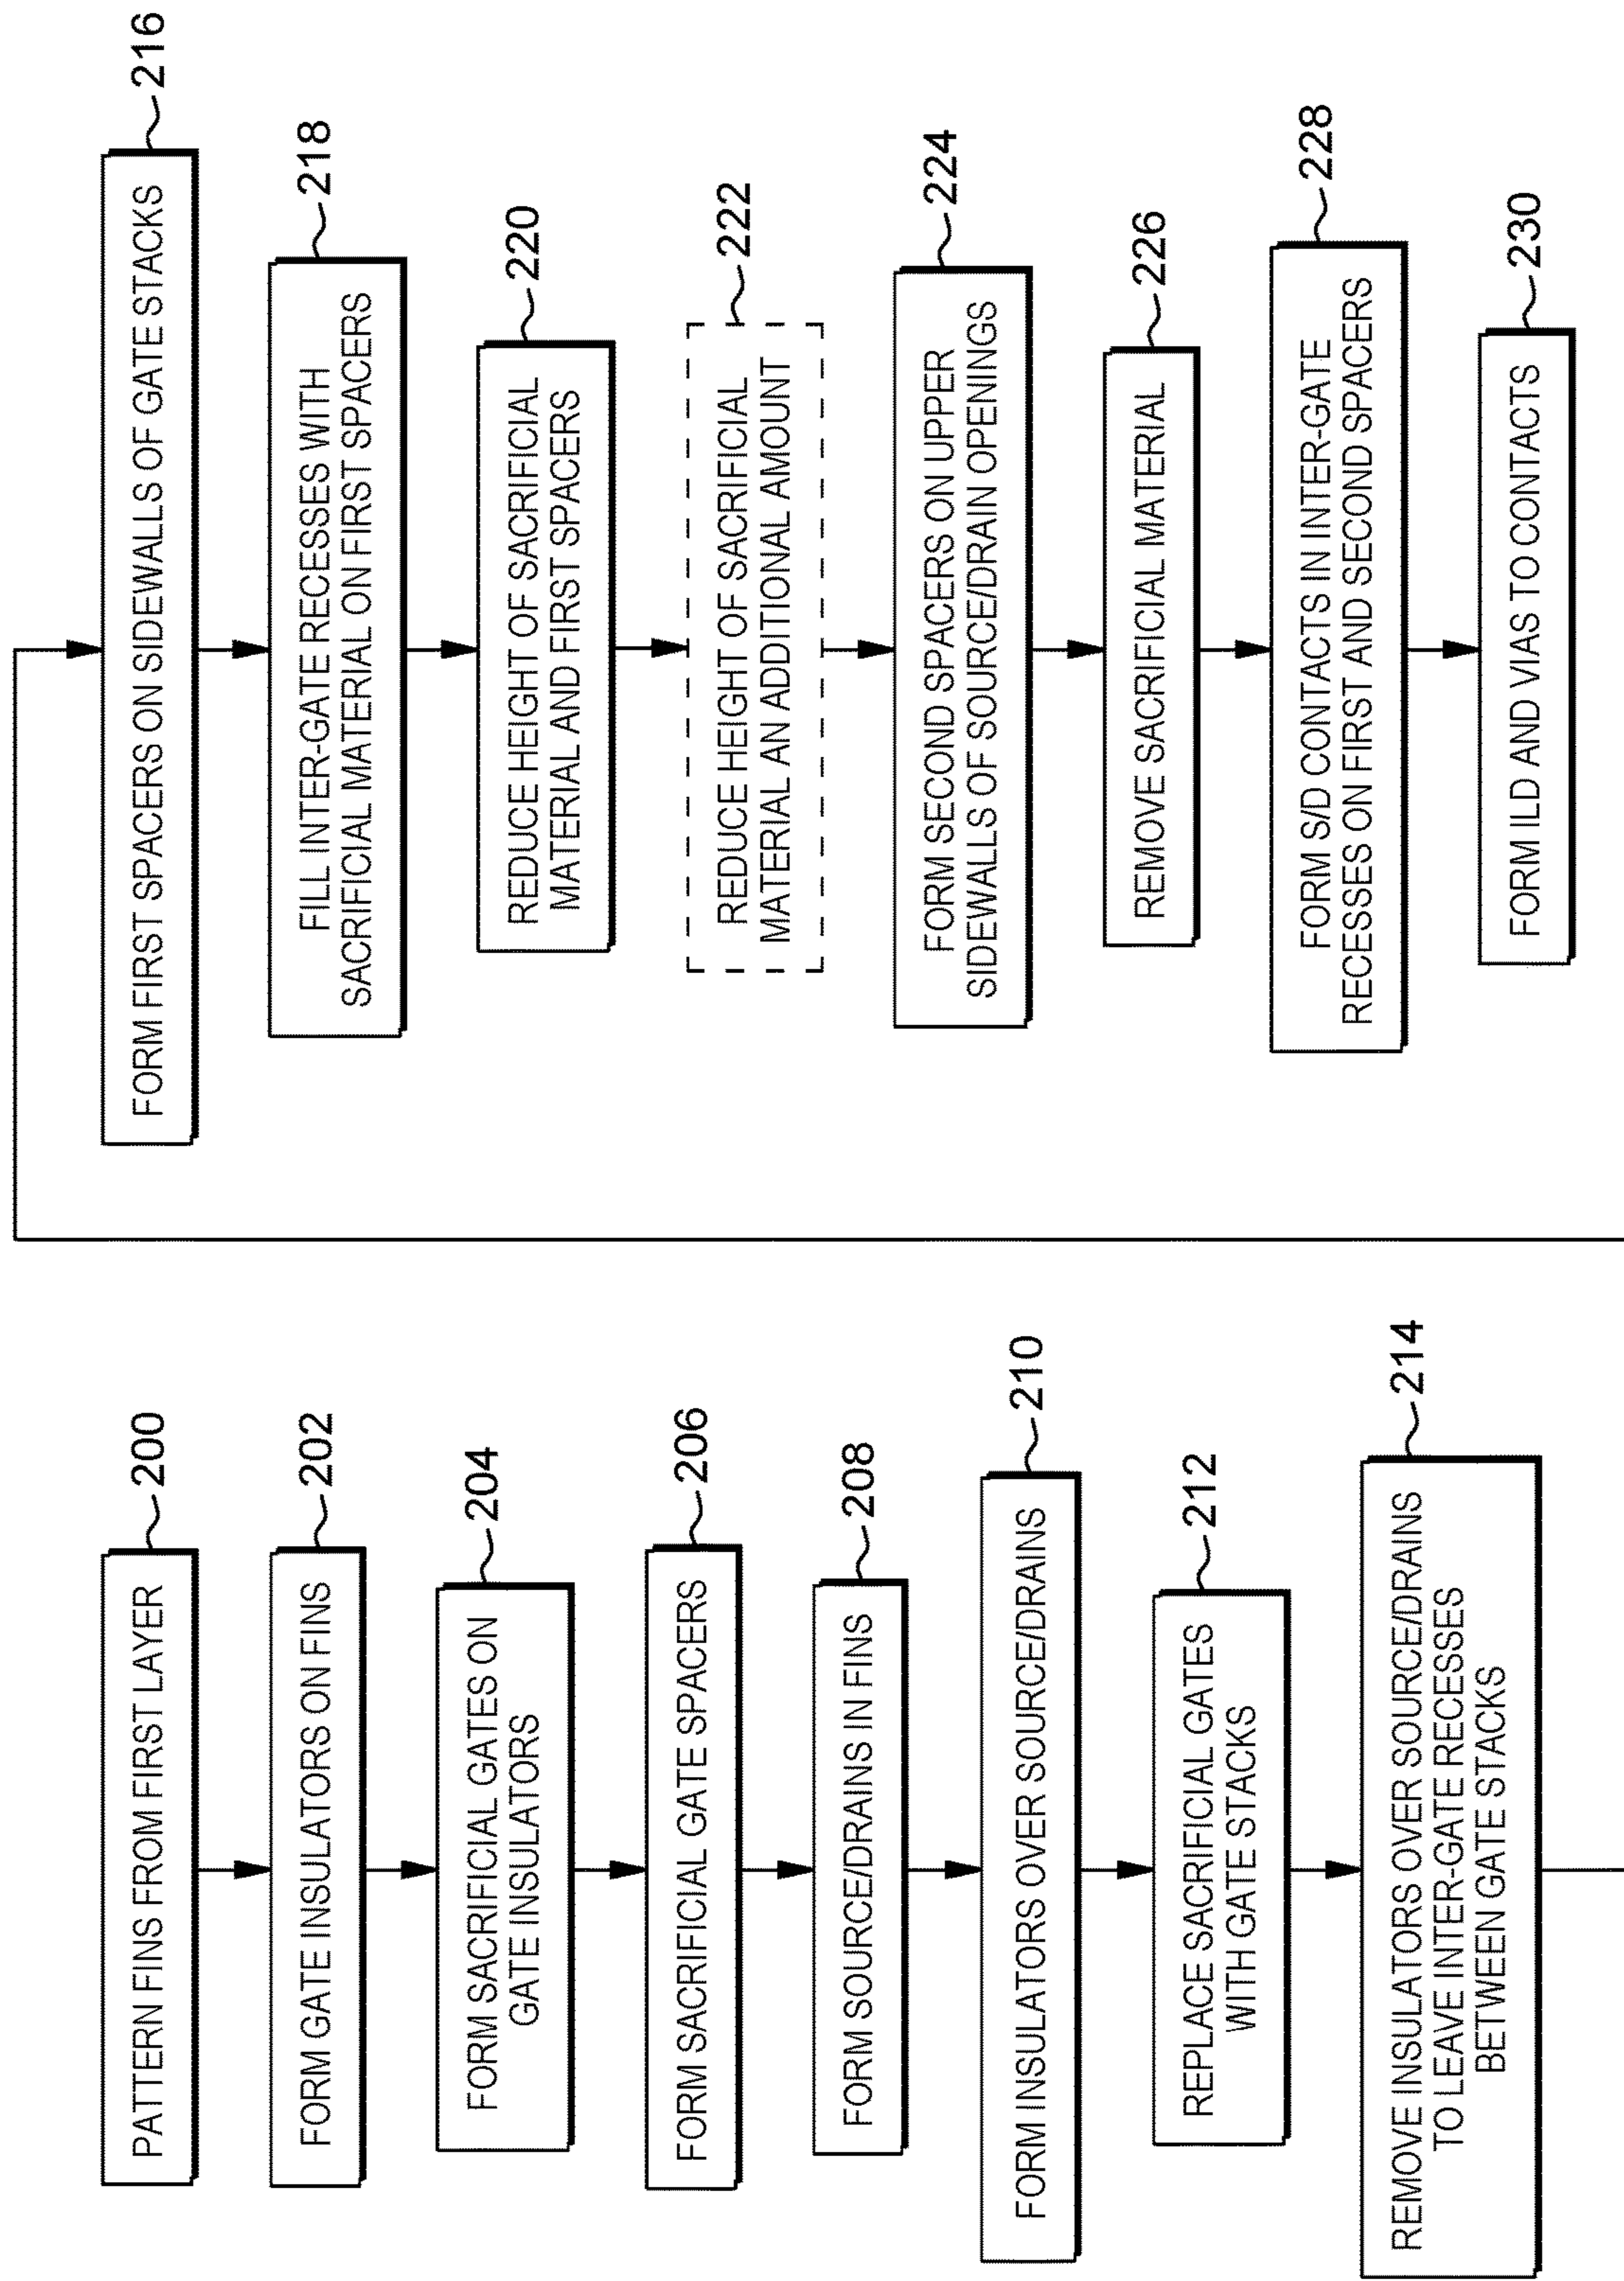 PATTERN FINS FROM FIRST LAYER
200
FORM GATE INSULATORS ON FINS
202
FORM SACRIFICIAL GATES ON
GATE INSULATORS
204
FORM SACRIFICIAL GATE SPACERS
206
FORM SOURCE/DRAINS IN FINS
208
FORM INSULATORS OVER SOURCE/DRAINS
210
REPLACE SACRIFICIAL GATES
WITH GATE STACKS
212
REMOVE INSULATORS OVER SOURCE/DRAINS
TO LEAVE INTER-GATE RECESSES
BETWEEN GATE STACKS
214
FORM FIRST SPACERS ON SIDEWALLS OF GATE STACKS
216
FILL INTER-GATE RECESSES WITH
SACRIFICIAL MATERIAL ON FIRST SPACERS
218
REDUCE HEIGHT OF SACRIFICIAL
MATERIAL AND FIRST SPACERS
220
REDUCE HEIGHT OF SACRIFICIAL
MATERIAL AN ADDITIONAL AMOUNT
222
FORM SECOND SPACERS ON UPPER
SIDEWALLS OF SOURCE/DRAIN OPENINGS
224
REMOVE SACRIFICIAL MATERIAL
226
FORM S/D CONTACTS IN INTER-GATE
RECESSES ON FIRST AND SECOND SPACERS
228
FORM ILD AND VIAS TO CONTACTS
230